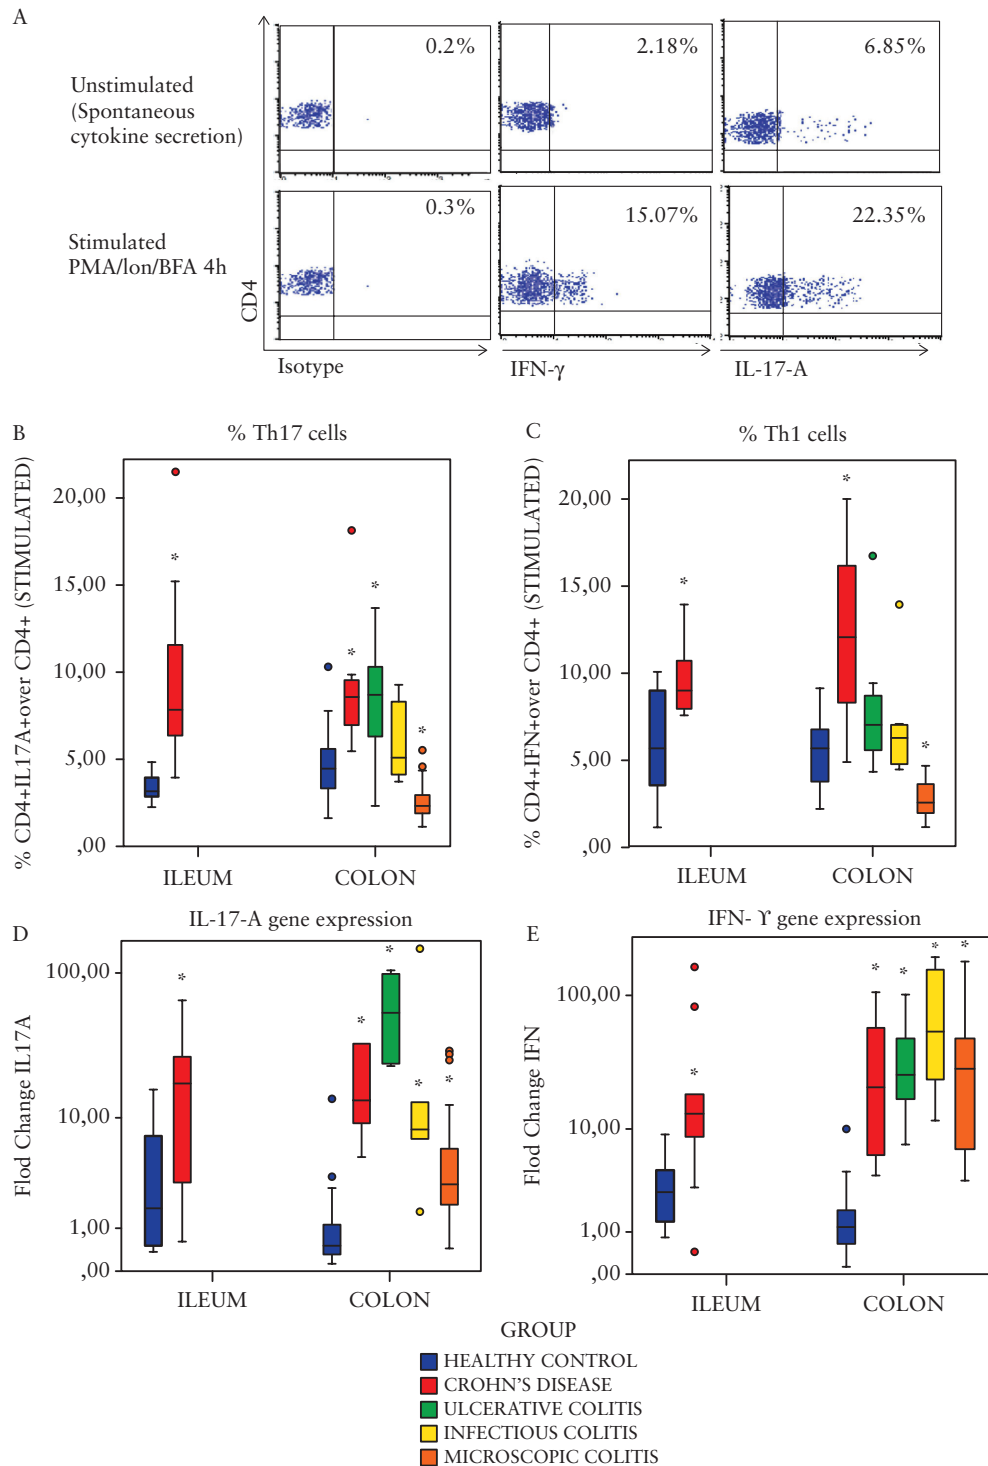 A
Unstimulated
(Spontaneous
cytokine secretion)
0.2%
2.18%
6.85%
Stimulated
PMA/Ion/BFA 4h
0.3%
15.07%
22.35%
CD4
Isotype
IFN-γ
IL-17-A
B
% Th17 cells
% CD4+IL17A+over CD4+ (STIMULATED)
20,00
15,00
10,00
5,00
,00
*
*
*
*
ILEUM
COLON
C
% Th1 cells
% CD4+IFN+over CD4+ (STIMULATED)
20,00
15,00
10,00
5,00
,00
*
*
*
ILEUM
COLON
D
IL-17-A gene expression
Flod Change IL17A
100,00
10,00
1,00
,00
*
*
*
*
*
ILEUM
COLON
E
IFN- ϒ gene expression
Flod Change IFN
100,00
10,00
1,00
,00
*
*
*
*
*
ILEUM
COLON
GROUP
HEALTHY CONTROL
CROHN'S DISEASE
ULCERATIVE COLITIS
INFECTIOUS COLITIS
MICROSCOPIC COLITIS